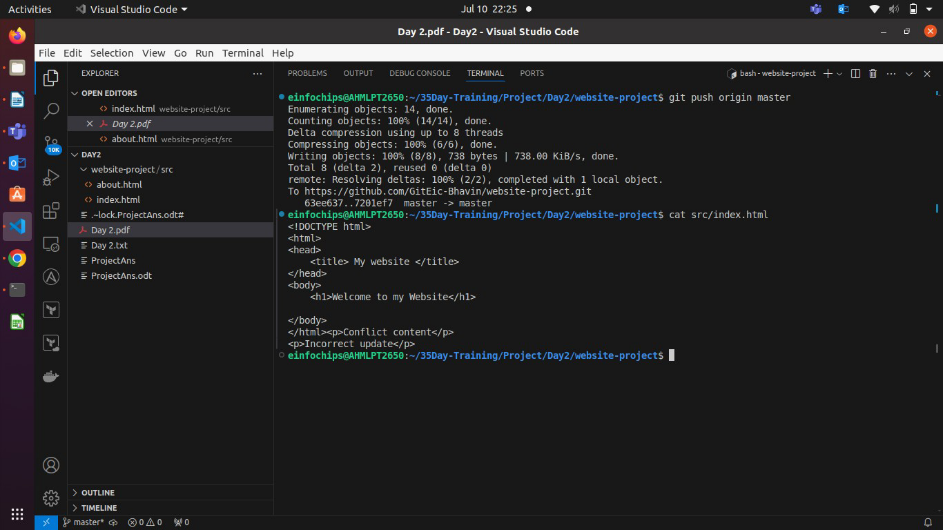 Activities
Visual Studio Code
Jul 10 22:25
Day 2.pdf - Day2 - Visual Studio Code
File Edit Selection View Go Run Terminal Help
EXPLORER
OPEN EDITORS
index.html website-project/src
Day 2.pdf
about.html website-project/src
DAY2
website-project/src
about.html
index.html
.~lock.ProjectAns.odt#
Day 2.pdf
Day 2.txt
ProjectAns
ProjectAns.odt
OUTLINE
TIMELINE
10K
PROBLEMS OUTPUT DEBUG CONSOLE TERMINAL PORTS
bash - website-project
einfochips@AHMLPT2650:~/35Day-Training/Project/Day2/website-project$ git push origin master
Enumerating objects: 14, done.
Counting objects: 100% (14/14), done.
Delta compression using up to 8 threads
Compressing objects: 100% (6/6), done.
Writing objects: 100% (8/8), 738 bytes | 738.00 KiB/s, done.
Total 8 (delta 2), reused 0 (delta 0)
remote: Resolving deltas: 100% (2/2), completed with 1 local object.
To https://github.com/GitEic-Bhavin/website-project.git
63ee637..7201ef7 master -> master
einfochips@AHMLPT2650:~/35Day-Training/Project/Day2/website-project$ cat src/index.html
<!DOCTYPE html>
<html>
<head>
<title> My website </title>
</head>
<body>
<h1>Welcome to my Website</h1>
</body>
</html><p>Conflict content</p>
<p>Incorrect update</p>
einfochips@AHMLPT2650:~/35Day-Training/Project/Day2/website-project$
master* 0 0 0